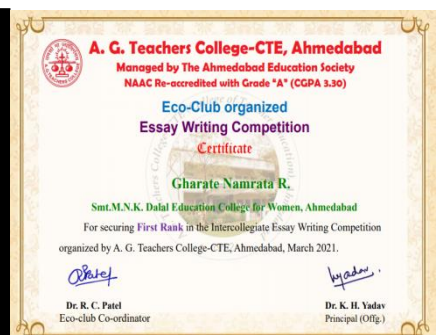 A. G. Teachers College-CTE, Ahmedabad
Managed by The Ahmedabad Education Society
NAAC Re-accredited with Grade "A" (CGPA 3.30)
Eco-Club organized
Essay Writing Competition
Certificate
Gharate Namrata R.
Smt.M.N.K. Dalal Education College for Women, Ahmedabad
For securing First Rank in the Intercollegiate Essay Writing Competition
organized by A. G. Teachers College-CTE, Ahmedabad, March 2021.
Dr. R. C. Patel
Eco-club Co-ordinator
Dr. K. H. Yadav
Principal (Offg.)